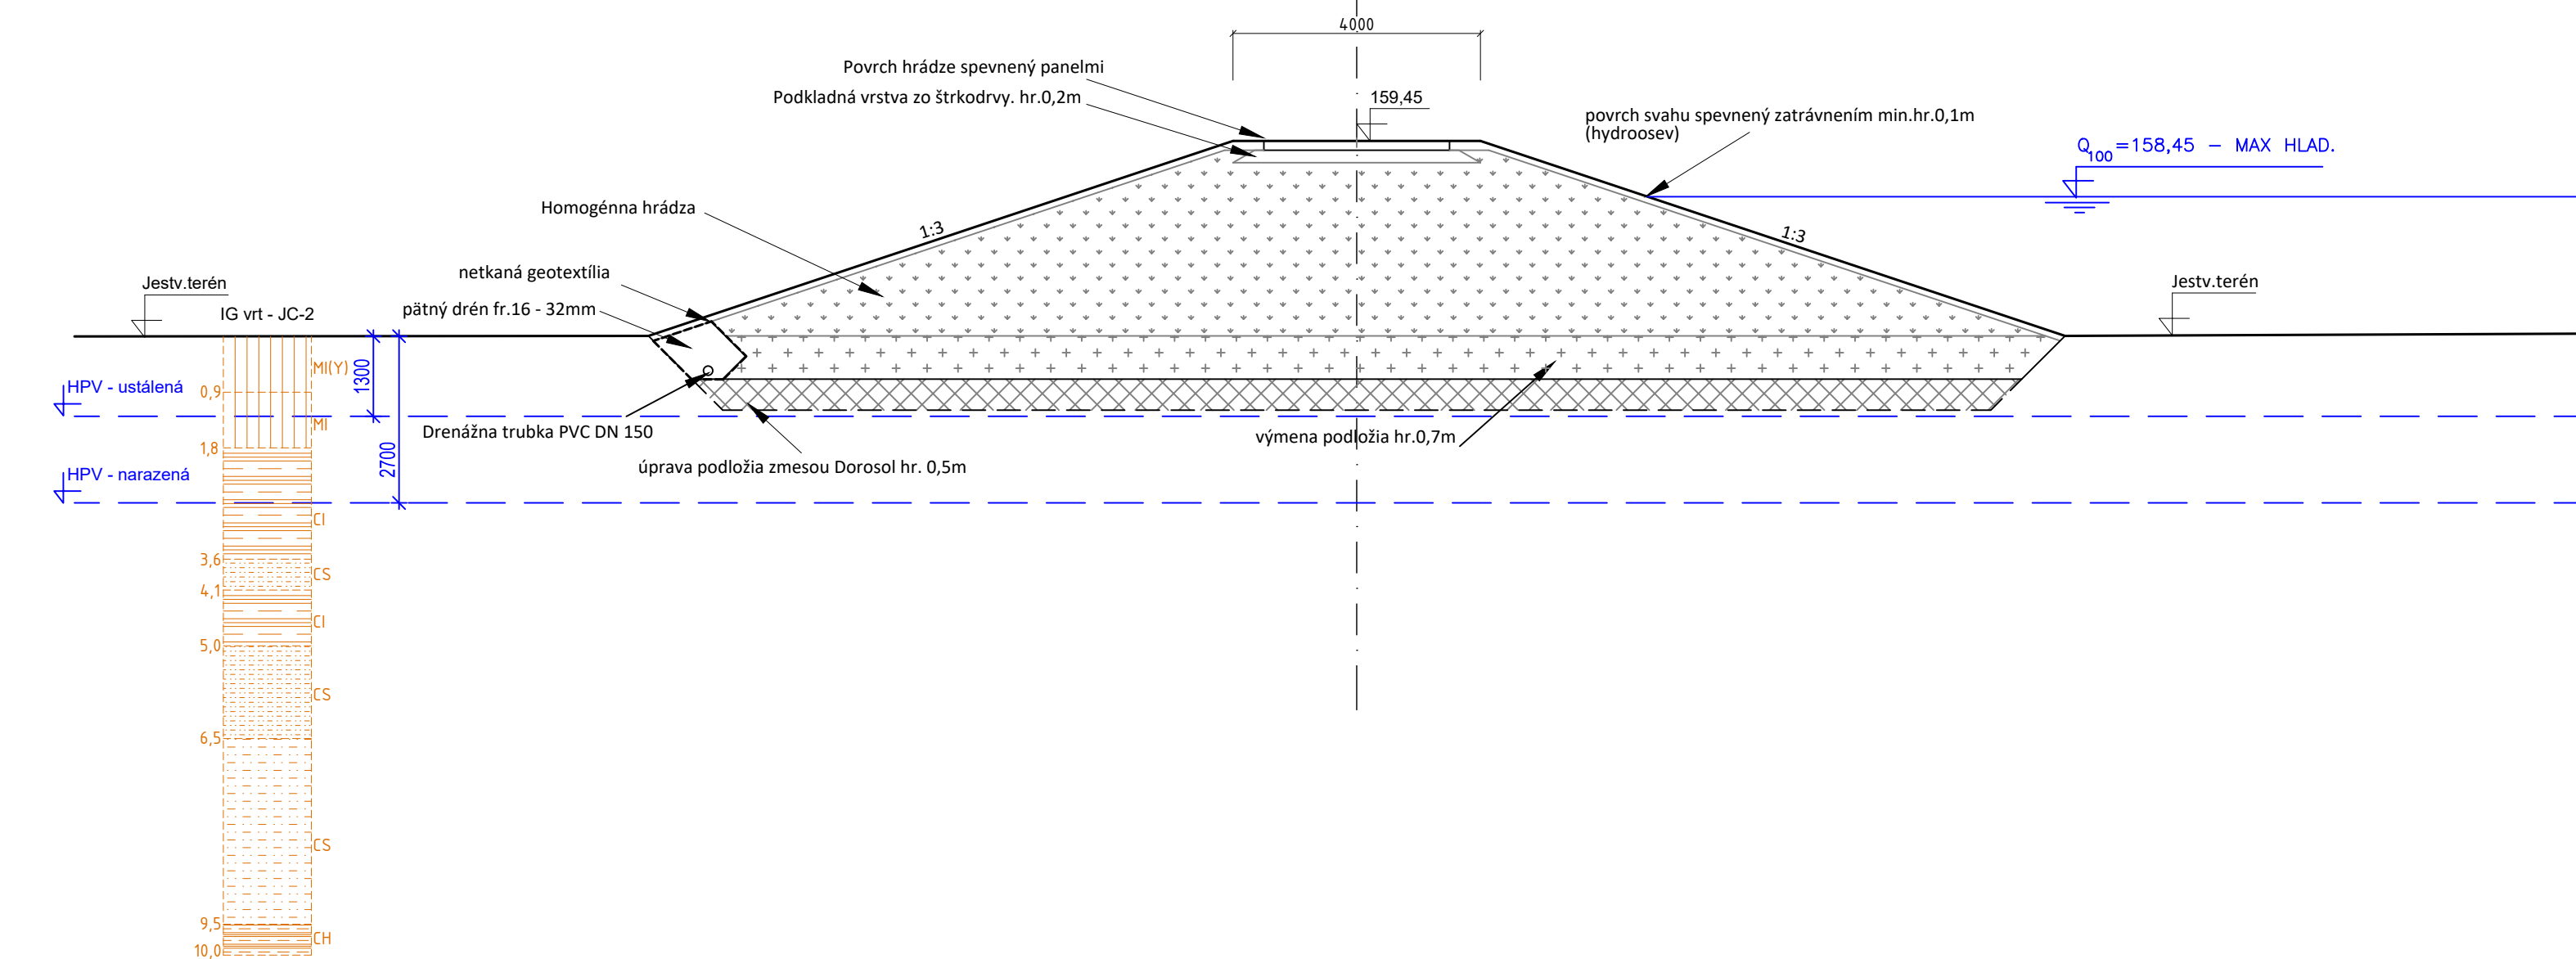 4000
Povrch hrádze spevnený panelmi
Podkladná vrstva zo štrkodrvy. hr.0,2m
159,45
povrch svahu spevnený zatrávnením min.hr.0,1m
(hydroosev)
Q100=158,45 – MAX HLAD.
Homogénna hrádza
1:3
1:3
netkaná geotextília
pätný drén fr.16 - 32mm
Jestv.terén
Jestv.terén
IG vrt - JC-2
MI(Y)
1300
HPV - ustálená
0,9
MI
Drenážna trubka PVC DN 150
výmena podložia hr.0,7m
1,8
2700
úprava podložia zmesou Dorosol hr. 0,5m
HPV - narazená
CI
3,6
CS
4,1
CI
5,0
CS
6,5
CS
9,5
CH
10,0